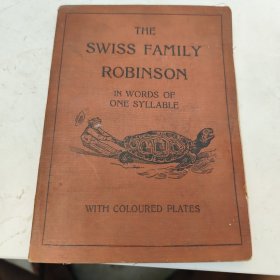 THE
SWISS FAMILY
ROBINSON
IN WORDS OF
ONE SYLLABLE
WITH COLOURED PLATES